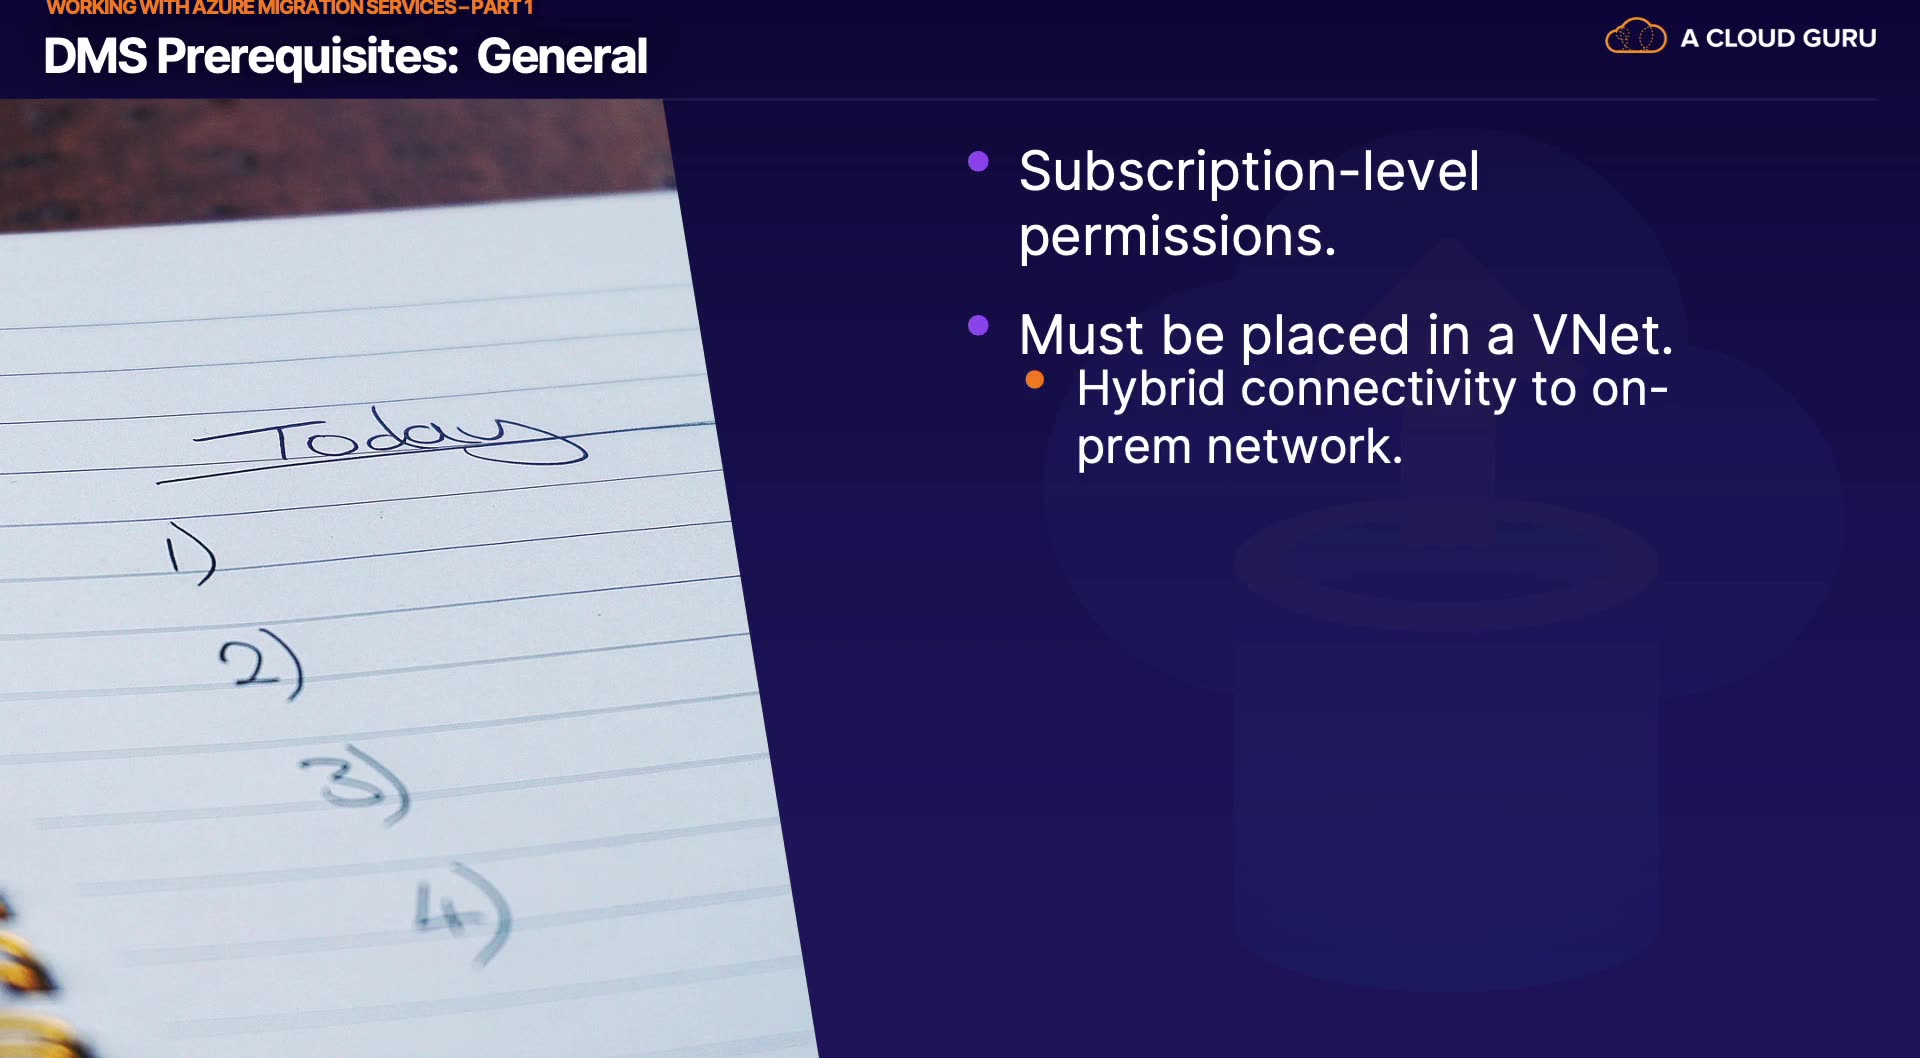 WORKING WITH AZURE MIGRATION SERVICES – PART 1
DMS Prerequisites: General
A CLOUD GURU
Subscription-level
permissions.
Must be placed in a VNet.
Hybrid connectivity to on-
prem network.
Today
1)
2)
3)
4)